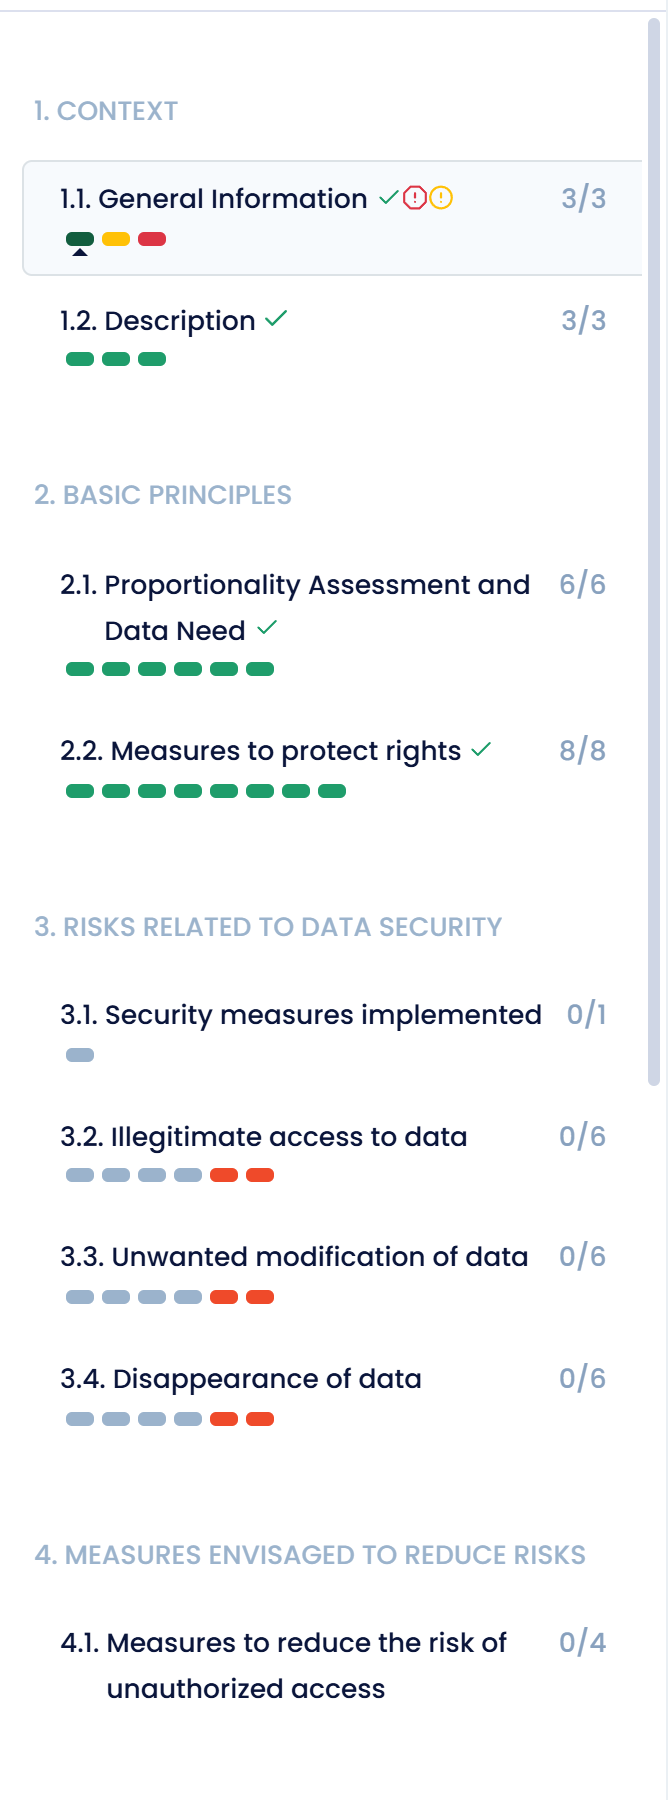 1. CONTEXT
1.1. General Information 3/3
1.2. Description 3/3
2. BASIC PRINCIPLES
2.1. Proportionality Assessment and 6/6
Data Need
2.2. Measures to protect rights 8/8
3. RISKS RELATED TO DATA SECURITY
3.1. Security measures implemented 0/1
3.2. Illegitimate access to data 0/6
3.3. Unwanted modification of data 0/6
3.4. Disappearance of data 0/6
4. MEASURES ENVISAGED TO REDUCE RISKS
4.1. Measures to reduce the risk of 0/4
unauthorized access